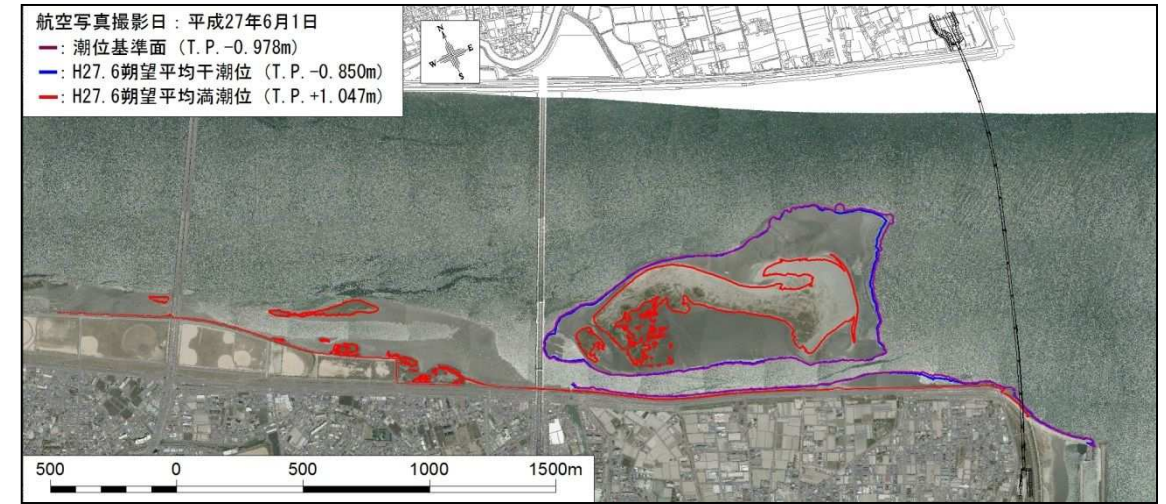 航空写真撮影日：平成27年6月1日
━: 潮位基準面 (T.P.-0.978m)
━: H27.6朔望平均干潮位 (T.P.-0.850m)
━: H27.6朔望平均満潮位 (T.P.+1.047m)
N
W E
S
500 0 500 1000 1500m